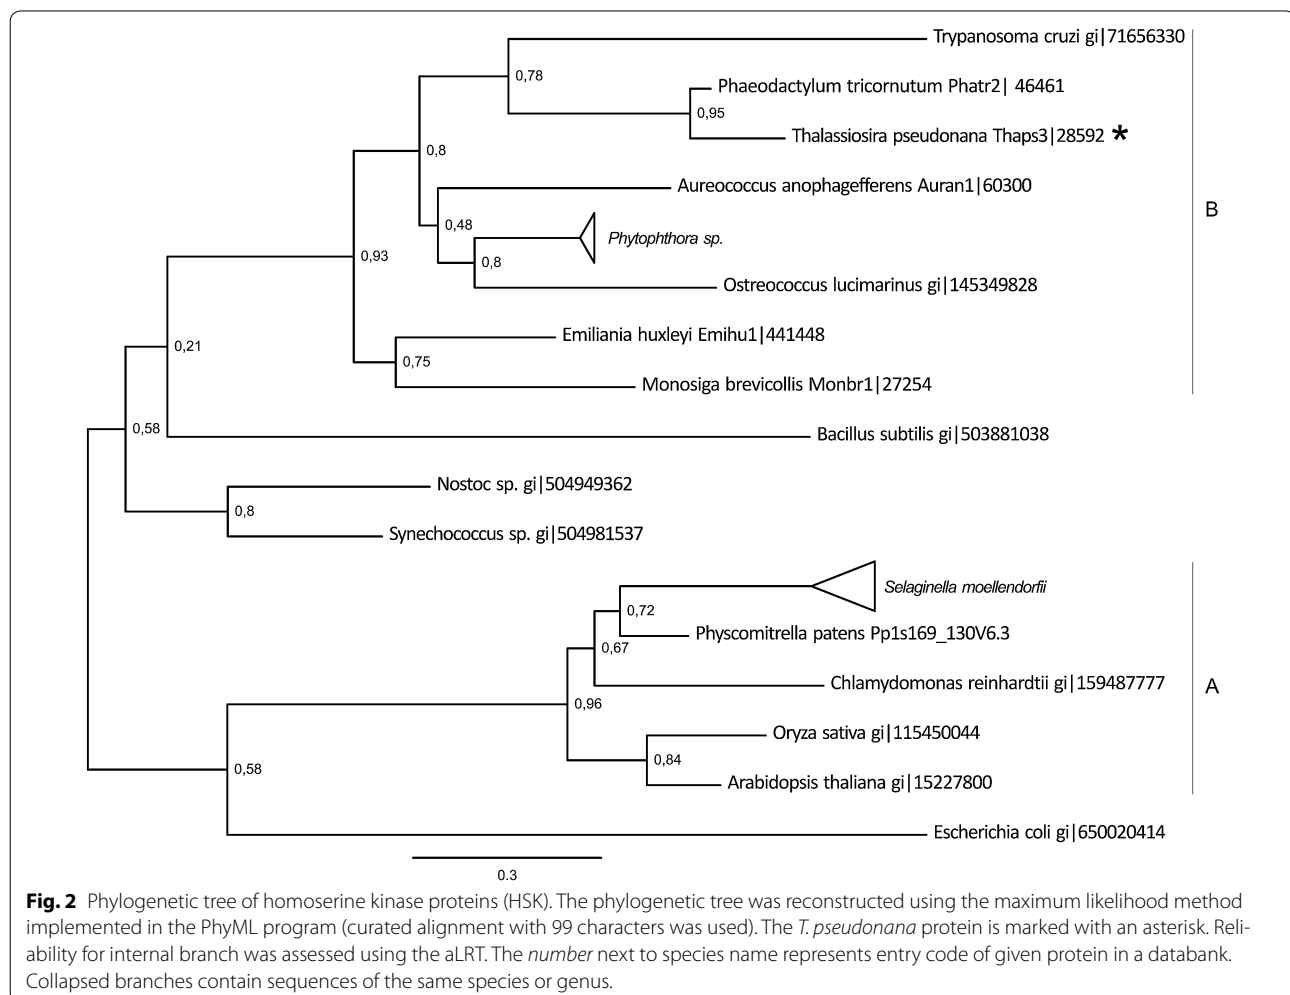 Trypanosoma cruzi gi|71656330
0,78
Phaeodactylum tricornutum Phatr2| 46461
0,95
Thalassiosira pseudonana Thaps3|28592 *
0,8
Aureococcus anophagefferens Auran1|60300
B
0,48
Phytophthora sp.
0,93
0,8
Ostreococcus lucimarinus gi|145349828
Emiliania huxleyi Emihu1|441448
0,21
0,75
Monosiga brevicollis Monbr1|27254
0,58
Bacillus subtilis gi|503881038
Nostoc sp. gi|504949362
0,8
Synechococcus sp. gi|504981537
Selaginella moellendorfii
0,72
Physcomitrella patens Pp1s169_130V6.3
0,67
Chlamydomonas reinhardtii gi|159487777
A
0,96
Oryza sativa gi|115450044
0,84
0,58
Arabidopsis thaliana gi|15227800
Escherichia coli gi|650020414
0.3
Fig. 2 Phylogenetic tree of homoserine kinase proteins (HSK). The phylogenetic tree was reconstructed using the maximum likelihood method
implemented in the PhyML program (curated alignment with 99 characters was used). The T. pseudonana protein is marked with an asterisk. Reli-
ability for internal branch was assessed using the aLRT. The number next to species name represents entry code of given protein in a databank.
Collapsed branches contain sequences of the same species or genus.